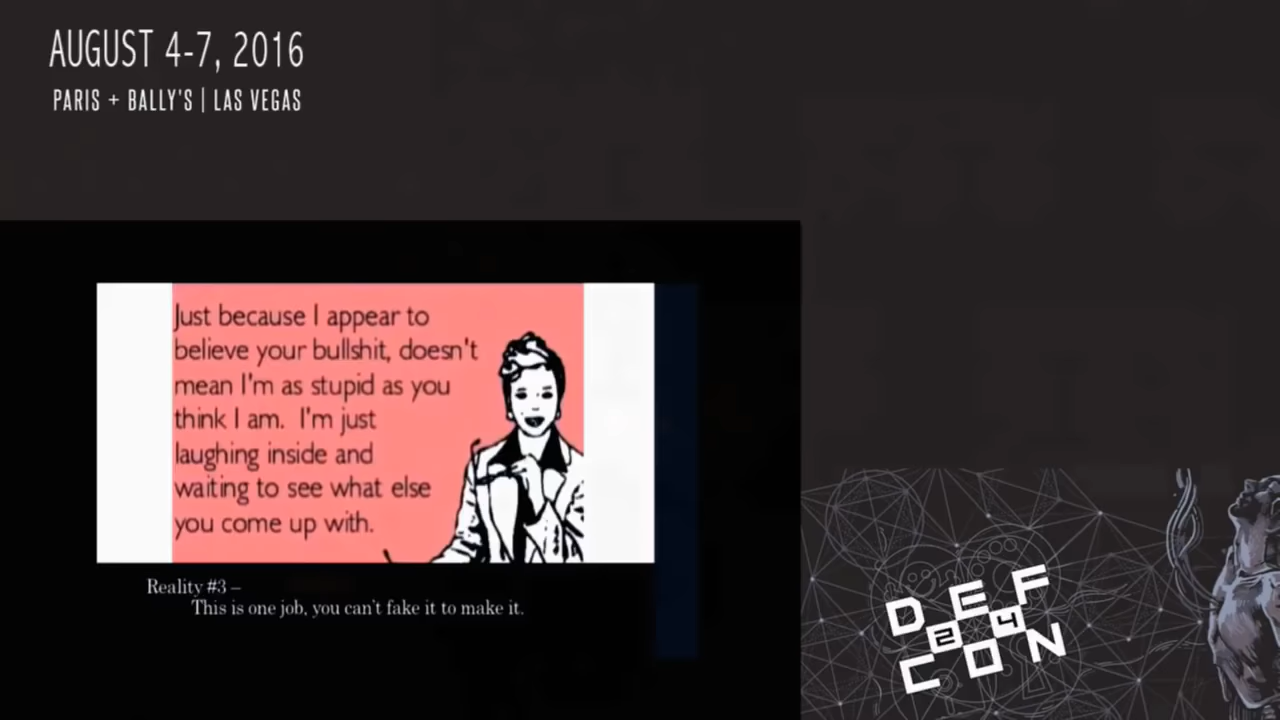 AUGUST 4-7, 2016
PARIS + BALLY'S | LAS VEGAS
Just because I appear to
believe your bullshit, doesn't
mean I'm as stupid as you
think I am. I'm just
laughing inside and
waiting to see what else
you come up with.
Reality #3 –
This is one job, you can't fake it to make it.
DEF
24
CON